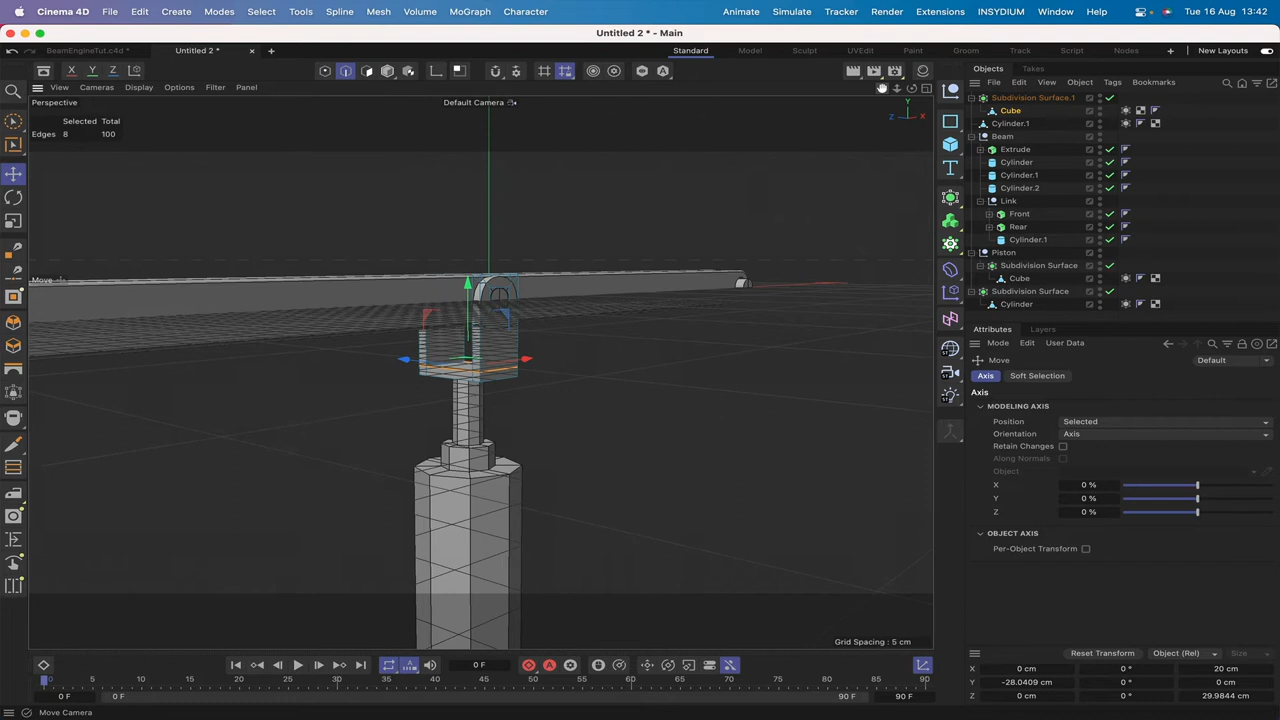 Cinema 4D File Edit Create Modes Select Tools Spline Mesh Volume MoGraph Character Animate Simulate Tracker Render Extensions INSYDIUM Window Help Tue 16 Aug 13:42
Untitled 2 * - Main
BeamEngineTut.c4d * Untitled 2 * Standard Model Sculpt UVEdit Paint Groom Track Script Nodes New Layouts
X Y Z Objects Takes
View Cameras Display Options Filter Panel File Edit View Object Tags Bookmarks
Perspective Default Camera Subdivision Surface.1
Selected Total Cube
Edges 8 100 Cylinder.1
Beam
Extrude
Cylinder
Cylinder.1
Cylinder.2
Link
Front
Rear
Cylinder.1
Piston
Subdivision Surface
Cube
Subdivision Surface
Cylinder
Y
Z X
Move
Attributes Layers
Mode Edit User Data
Move Default
Axis Soft Selection
Axis
MODELING AXIS
Position Selected
Orientation Axis
Retain Changes
Along Normals
Object
X 0 %
Y 0 %
Z 0 %
OBJECT AXIS
Per-Object Transform
Grid Spacing : 5 cm
Reset Transform Object (Rel) Size
0 F
X 0 cm 0 ° 20 cm
0 5 10 15 20 25 30 35 40 45 50 55 60 65 70 75 80 85 90
Y -28.0409 cm 0 ° 0 cm
0 F 0 F 90 F 90 F
Z 0 cm 0 ° 29.9844 cm
Move Camera